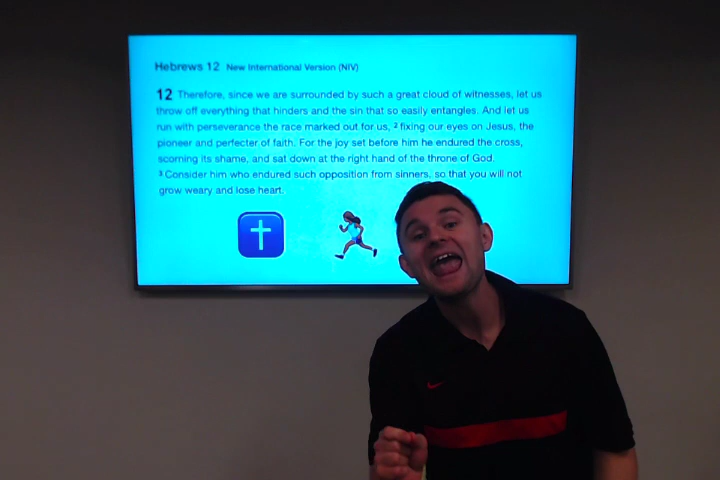 Hebrews 12 New International Version (NIV)
12 Therefore, since we are surrounded by such a great cloud of witnesses, let us
throw off everything that hinders and the sin that so easily entangles. And let us
run with perseverance the race marked out for us, 2 fixing our eyes on Jesus, the
pioneer and perfecter of faith. For the joy set before him he endured the cross,
scorning its shame, and sat down at the right hand of the throne of God.
3 Consider him who endured such opposition from sinners, so that you will not
grow weary and lose heart.